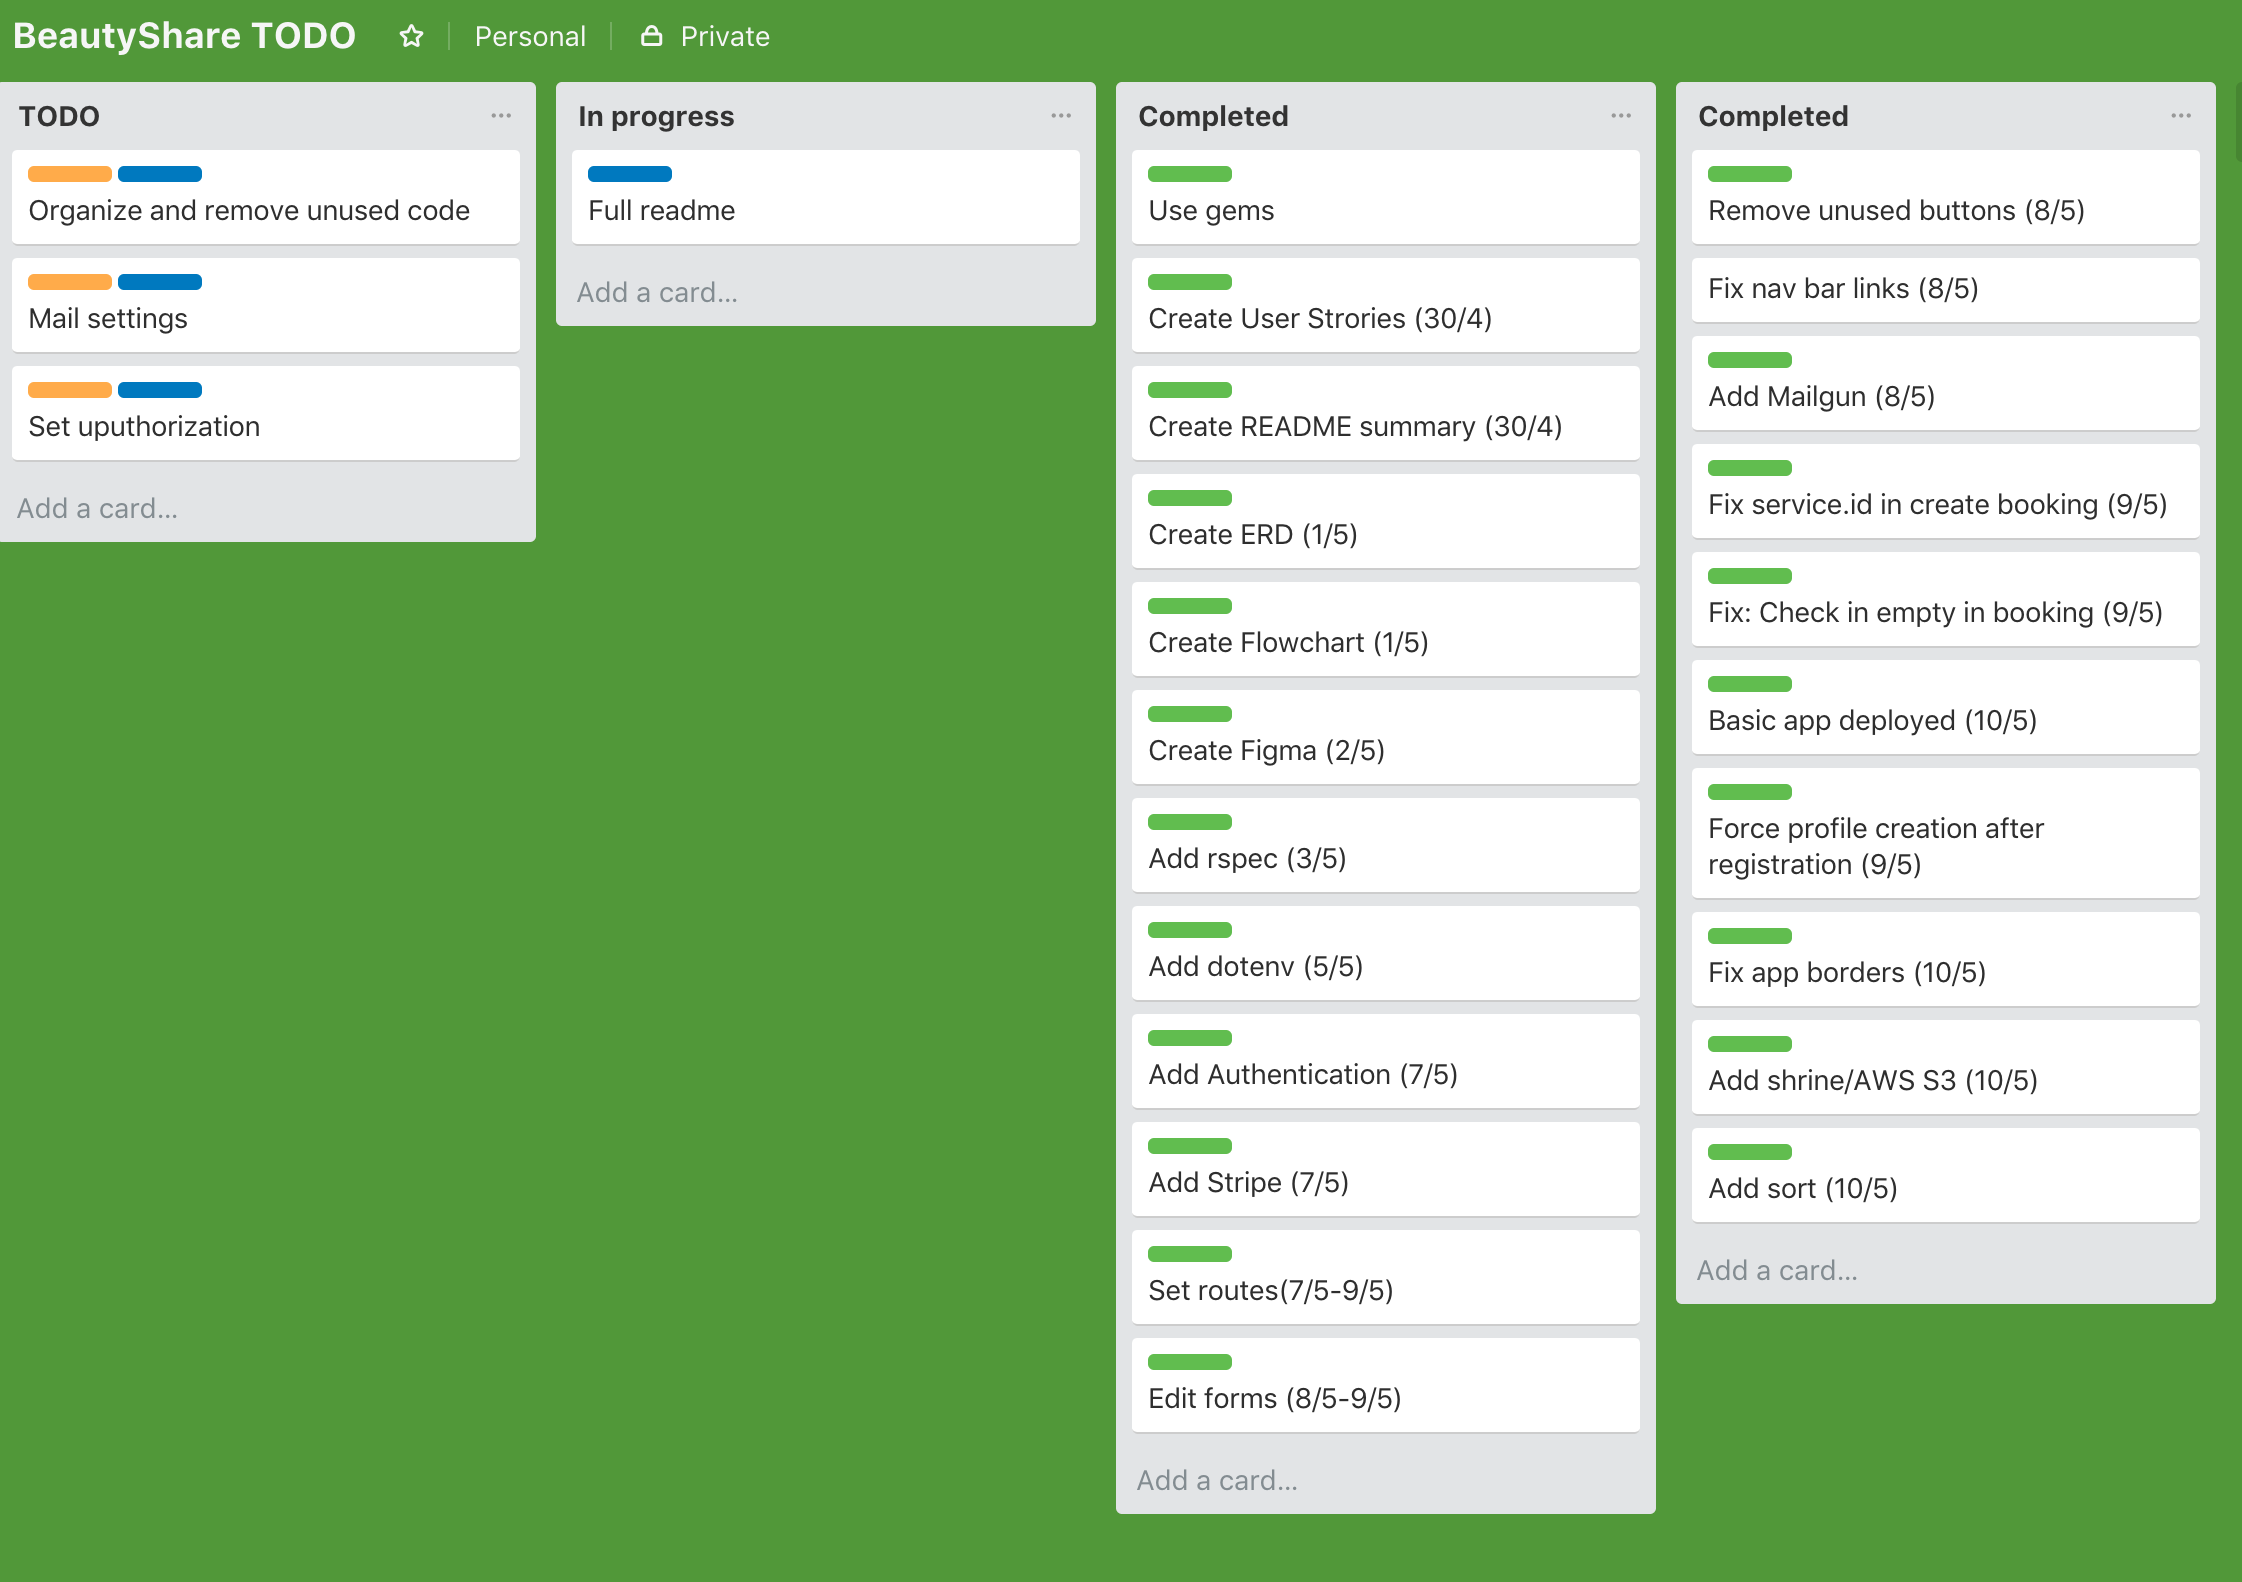 BeautyShare TODO
Personal
Private
TODO
Organize and remove unused code
Mail settings
Set uputhorization
Add a card...
In progress
Full readme
Add a card...
Completed
Use gems
Create User Strories (30/4)
Create README summary (30/4)
Create ERD (1/5)
Create Flowchart (1/5)
Create Figma (2/5)
Add rspec (3/5)
Add dotenv (5/5)
Add Authentication (7/5)
Add Stripe (7/5)
Set routes(7/5-9/5)
Edit forms (8/5-9/5)
Add a card...
Completed
Remove unused buttons (8/5)
Fix nav bar links (8/5)
Add Mailgun (8/5)
Fix service.id in create booking (9/5)
Fix: Check in empty in booking (9/5)
Basic app deployed (10/5)
Force profile creation after
registration (9/5)
Fix app borders (10/5)
Add shrine/AWS S3 (10/5)
Add sort (10/5)
Add a card...